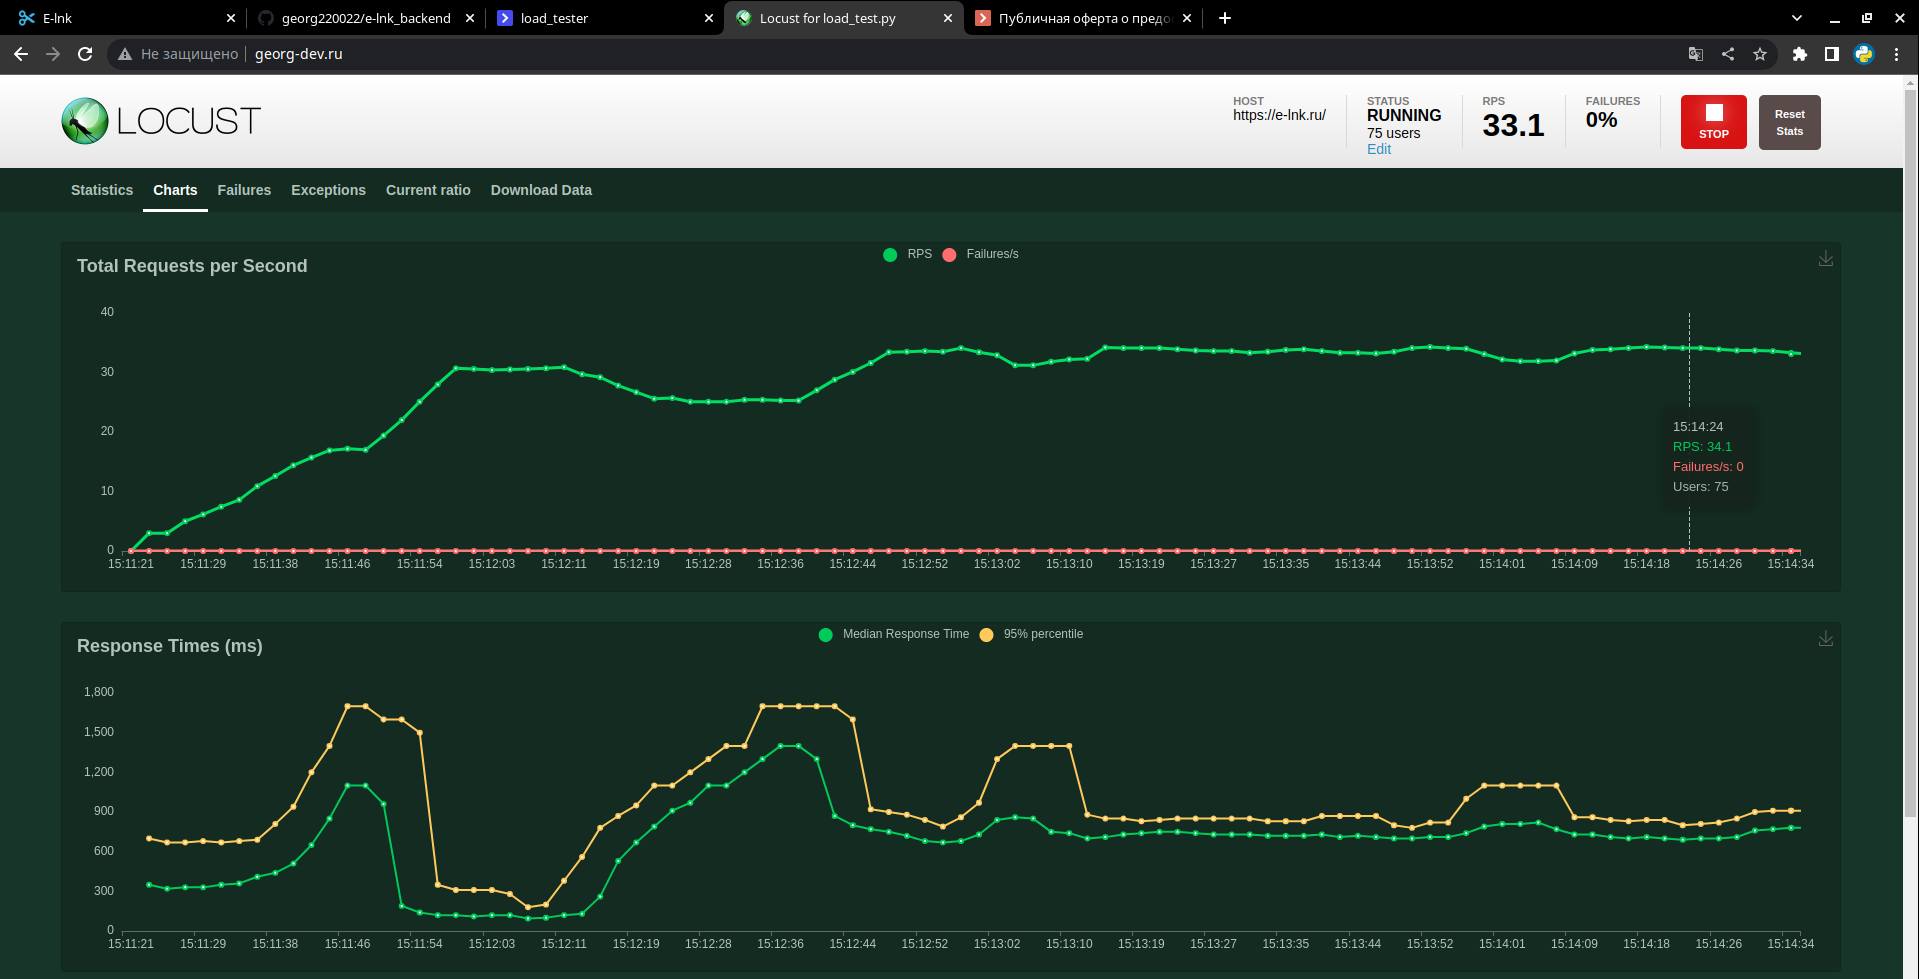 E-lnk
georg220022/e-lnk_backend
load_tester
Locust for load_test.py
Публичная оферта о предо
Не защищено georg-dev.ru
LOCUST
HOST
https://e-lnk.ru/
STATUS
RUNNING
75 users
Edit
RPS
33.1
FAILURES
0%
STOP
Reset
Stats
Statistics Charts Failures Exceptions Current ratio Download Data
Total Requests per Second
RPS Failures/s
40
30
20
10
0
15:14:24
RPS: 34.1
Failures/s: 0
Users: 75
15:11:21 15:11:29 15:11:38 15:11:46 15:11:54 15:12:03 15:12:11 15:12:19 15:12:28 15:12:36 15:12:44 15:12:52 15:13:02 15:13:10 15:13:19 15:13:27 15:13:35 15:13:44 15:13:52 15:14:01 15:14:09 15:14:18 15:14:26 15:14:34
Response Times (ms)
Median Response Time 95% percentile
1,800
1,500
1,200
900
600
300
0
15:11:21 15:11:29 15:11:38 15:11:46 15:11:54 15:12:03 15:12:11 15:12:19 15:12:28 15:12:36 15:12:44 15:12:52 15:13:02 15:13:10 15:13:19 15:13:27 15:13:35 15:13:44 15:13:52 15:14:01 15:14:09 15:14:18 15:14:26 15:14:34